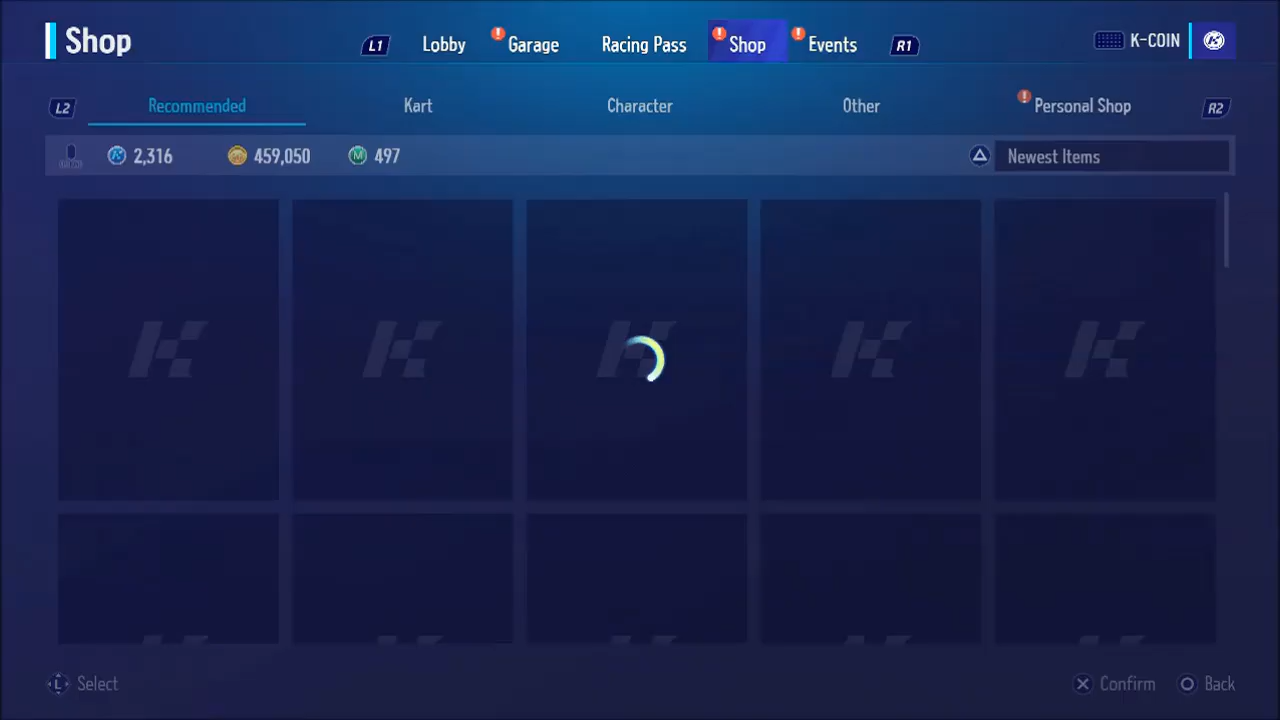 Shop
L1 Lobby Garage Racing Pass Shop Events R1
K-COIN
L2 Recommended Kart Character Other Personal Shop R2
2,316 459,050 497
Newest Items
L Select
Confirm Back